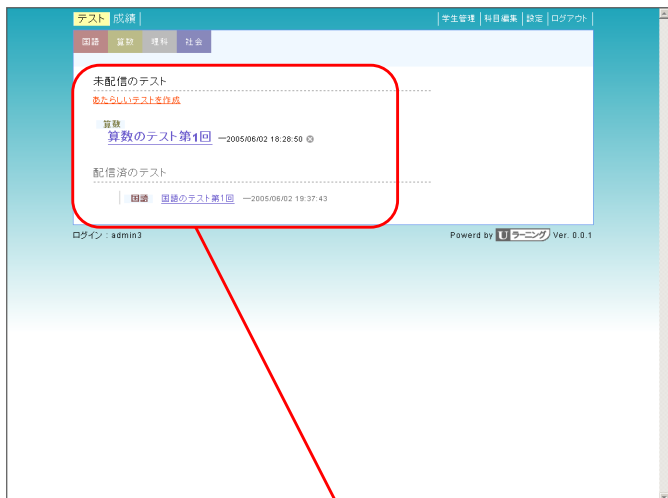 テスト 成績 学生管理 科目編集 設定 ログアウト
国語 算数 理科 社会
未配信のテスト
あたらしいテストを作成
算数
算数のテスト第1回 ―2005/06/02 18:28:50
配信済のテスト
国語 国語のテスト第1回 ―2005/06/02 19:37:43
ログイン : admin3 Powerd by U ラーニング Ver. 0.0.1